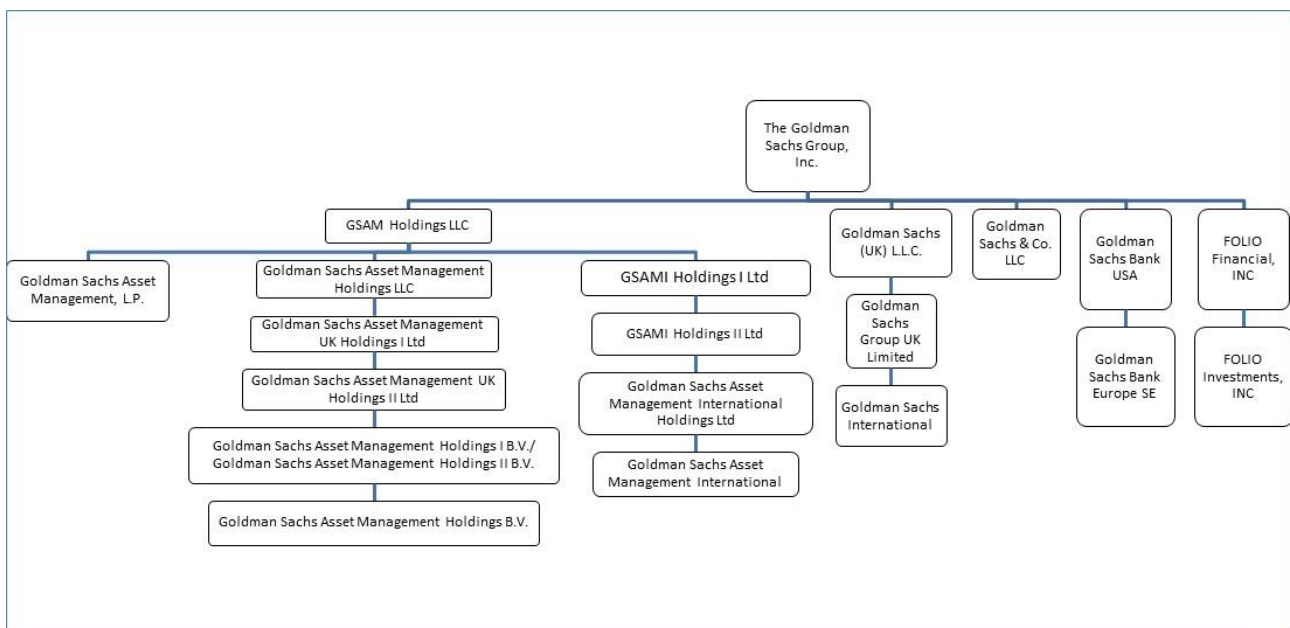 The Goldman
Sachs Group,
Inc.
GSAM Holdings LLC
Goldman Sachs
(UK) L.L.C.
Goldman
Sachs & Co.
LLC
Goldman
Sachs Bank
USA
FOLIO
Financial,
INC
Goldman Sachs Asset
Management, L.P.
Goldman Sachs Asset Management
Holdings LLC
GSAMI Holdings I Ltd
Goldman Sachs Asset Management
UK Holdings I Ltd
GSAMI Holdings II Ltd
Goldman
Sachs
Group UK
Limited
Goldman
Sachs Bank
Europe SE
FOLIO
Investments,
INC
Goldman Sachs Asset Management UK
Holdings II Ltd
Goldman Sachs Asset
Management International
Holdings Ltd
Goldman Sachs
International
Goldman Sachs Asset Management Holdings I B.V./
Goldman Sachs Asset Management Holdings II B.V.
Goldman Sachs Asset
Management International
Goldman Sachs Asset Management Holdings B.V.